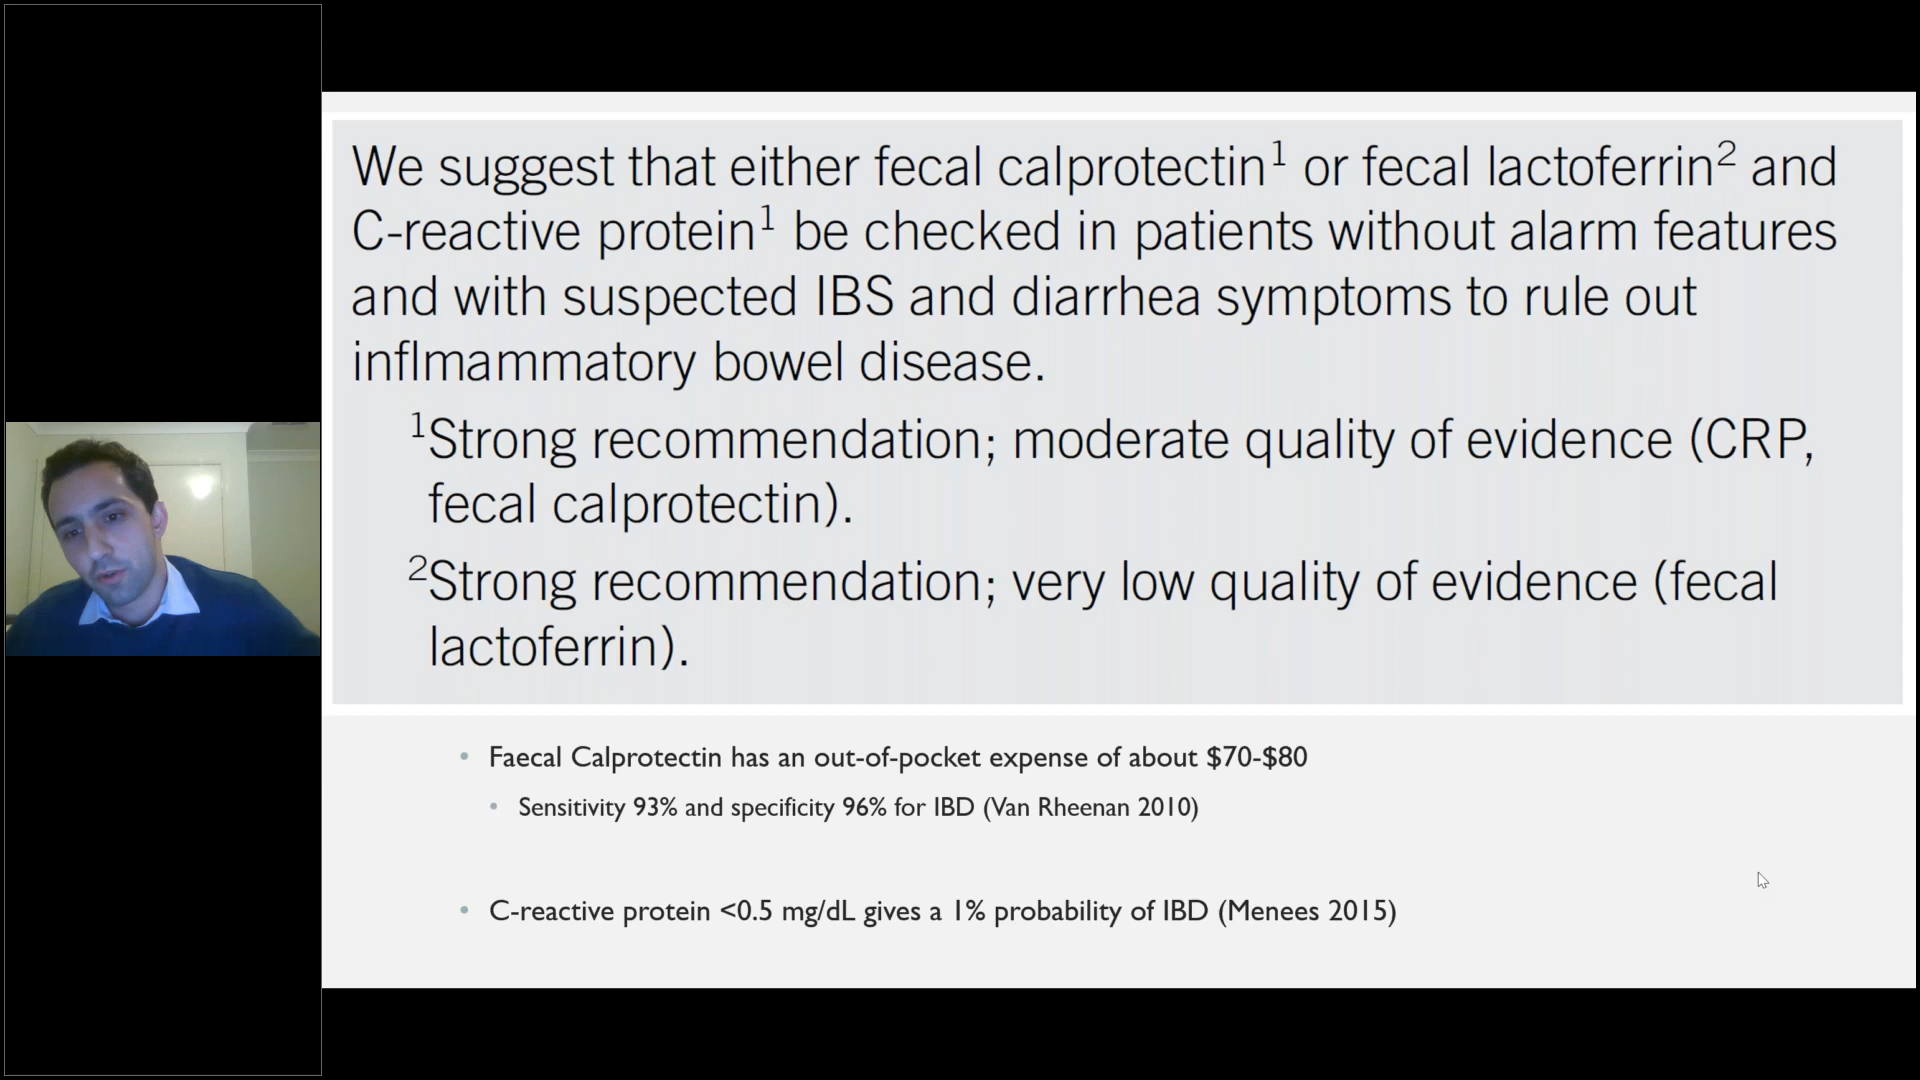 We suggest that either fecal calprotectin¹ or fecal lactoferrin² and
C-reactive protein¹ be checked in patients without alarm features
and with suspected IBS and diarrhea symptoms to rule out
inflmammatory bowel disease.
¹Strong recommendation; moderate quality of evidence (CRP,
fecal calprotectin).
²Strong recommendation; very low quality of evidence (fecal
lactoferrin).
• Faecal Calprotectin has an out-of-pocket expense of about $70-$80
• Sensitivity 93% and specificity 96% for IBD (Van Rheenan 2010)
• C-reactive protein <0.5 mg/dL gives a 1% probability of IBD (Menees 2015)